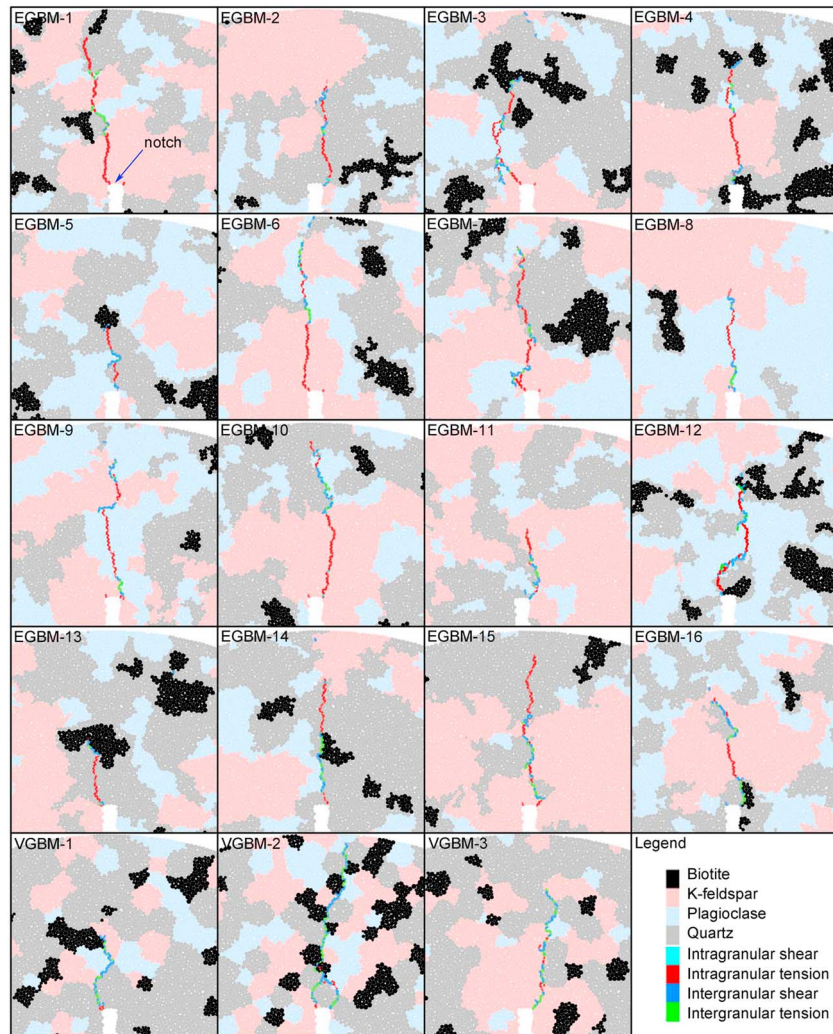 EGBM-1
EGBM-2
EGBM-3
EGBM-4
notch
EGBM-5
EGBM-6
EGBM-7
EGBM-8
EGBM-9
EGBM-10
EGBM-11
EGBM-12
EGBM-13
EGBM-14
EGBM-15
EGBM-16
VGBM-1
VGBM-2
VGBM-3
Legend
Biotite
K-feldspar
Plagioclase
Quartz
Intragranular shear
Intragranular tension
Intergranular shear
Intergranular tension